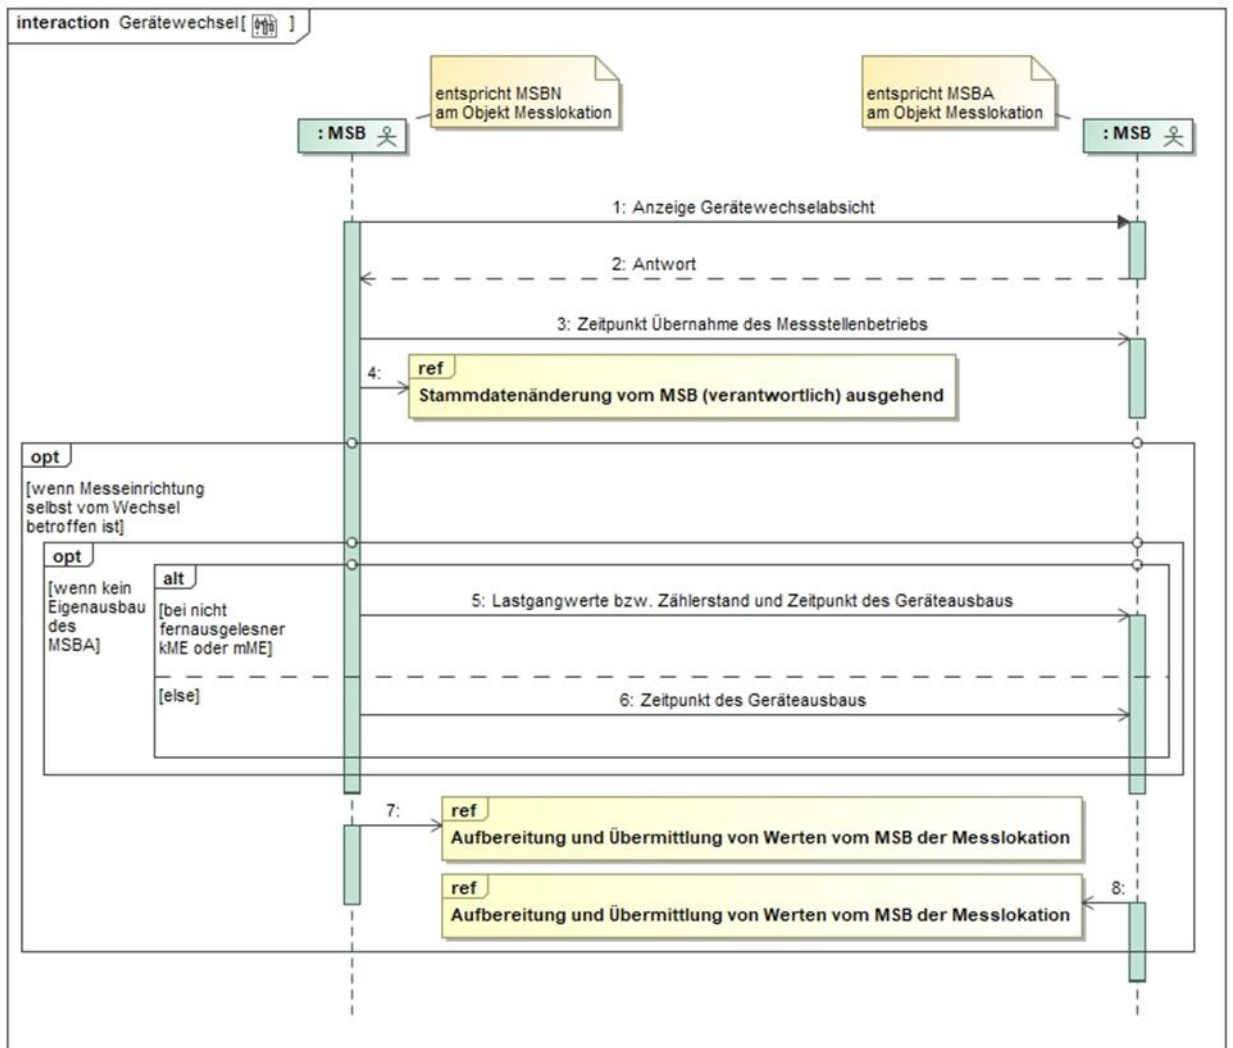 interaction Gerätewechsel[ ]
entspricht MSBN
am Objekt Messlokation
entspricht MSBA
am Objekt Messlokation
: MSB
: MSB
1: Anzeige Gerätewechselabsicht
2: Antwort
3: Zeitpunkt Übernahme des Messstellenbetriebs
4:
ref
Stammdatenänderung vom MSB (verantwortlich) ausgehend
opt
[wenn Messeinrichtung
selbst vom Wechsel
betroffen ist]
opt
[wenn kein
Eigenausbau
des
MSBA]
alt
[bei nicht
fernausgelesner
kME oder mME]
5: Lastgangwerte bzw. Zählerstand und Zeitpunkt des Geräteausbaus
[else]
6: Zeitpunkt des Geräteausbaus
7:
ref
Aufbereitung und Übermittlung von Werten vom MSB der Messlokation
ref
Aufbereitung und Übermittlung von Werten vom MSB der Messlokation
8: